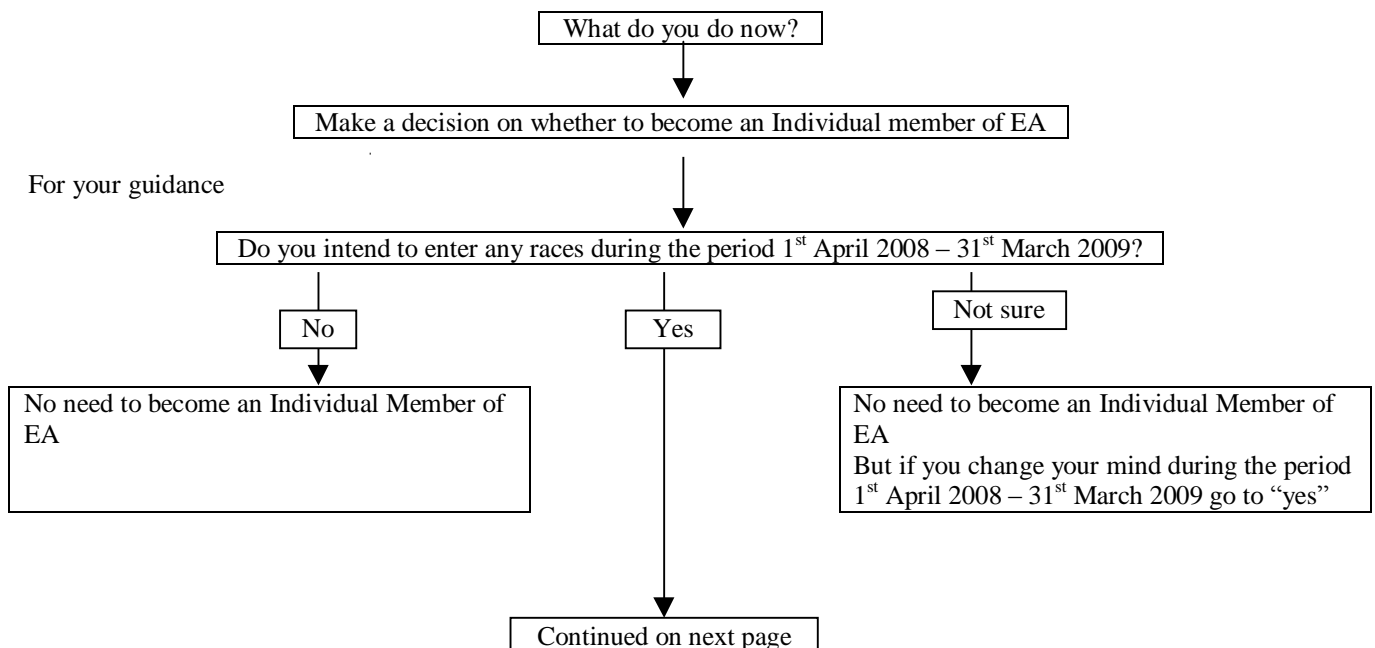 What do you do now?
Make a decision on whether to become an Individual member of EA
For your guidance
Do you intend to enter any races during the period 1st April 2008 – 31st March 2009?
No
Yes
Not sure
No need to become an Individual Member of
EA
No need to become an Individual Member of
EA
But if you change your mind during the period
1st April 2008 – 31st March 2009 go to “yes”
Continued on next page